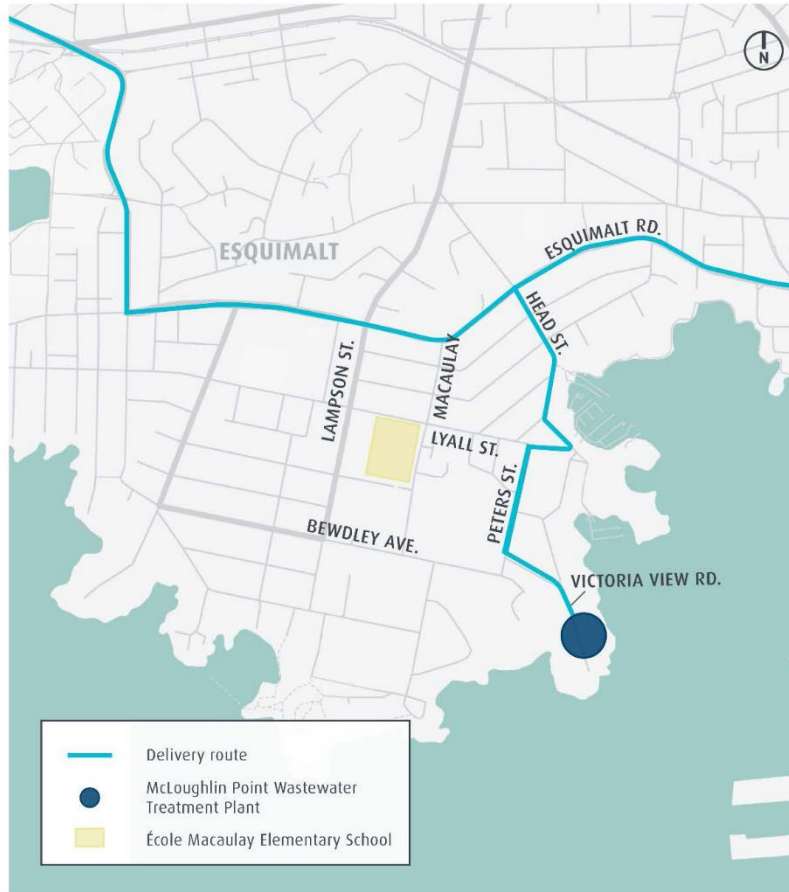 N
ESQUIMALT
ESQUIMALT RD.
HEAD ST.
LAMPSON ST.
MACAULAY
LYALL ST.
PETERS ST.
BEWDLEY AVE.
VICTORIA VIEW RD.
Delivery route
McLoughlin Point Wastewater
Treatment Plant
École Macaulay Elementary School